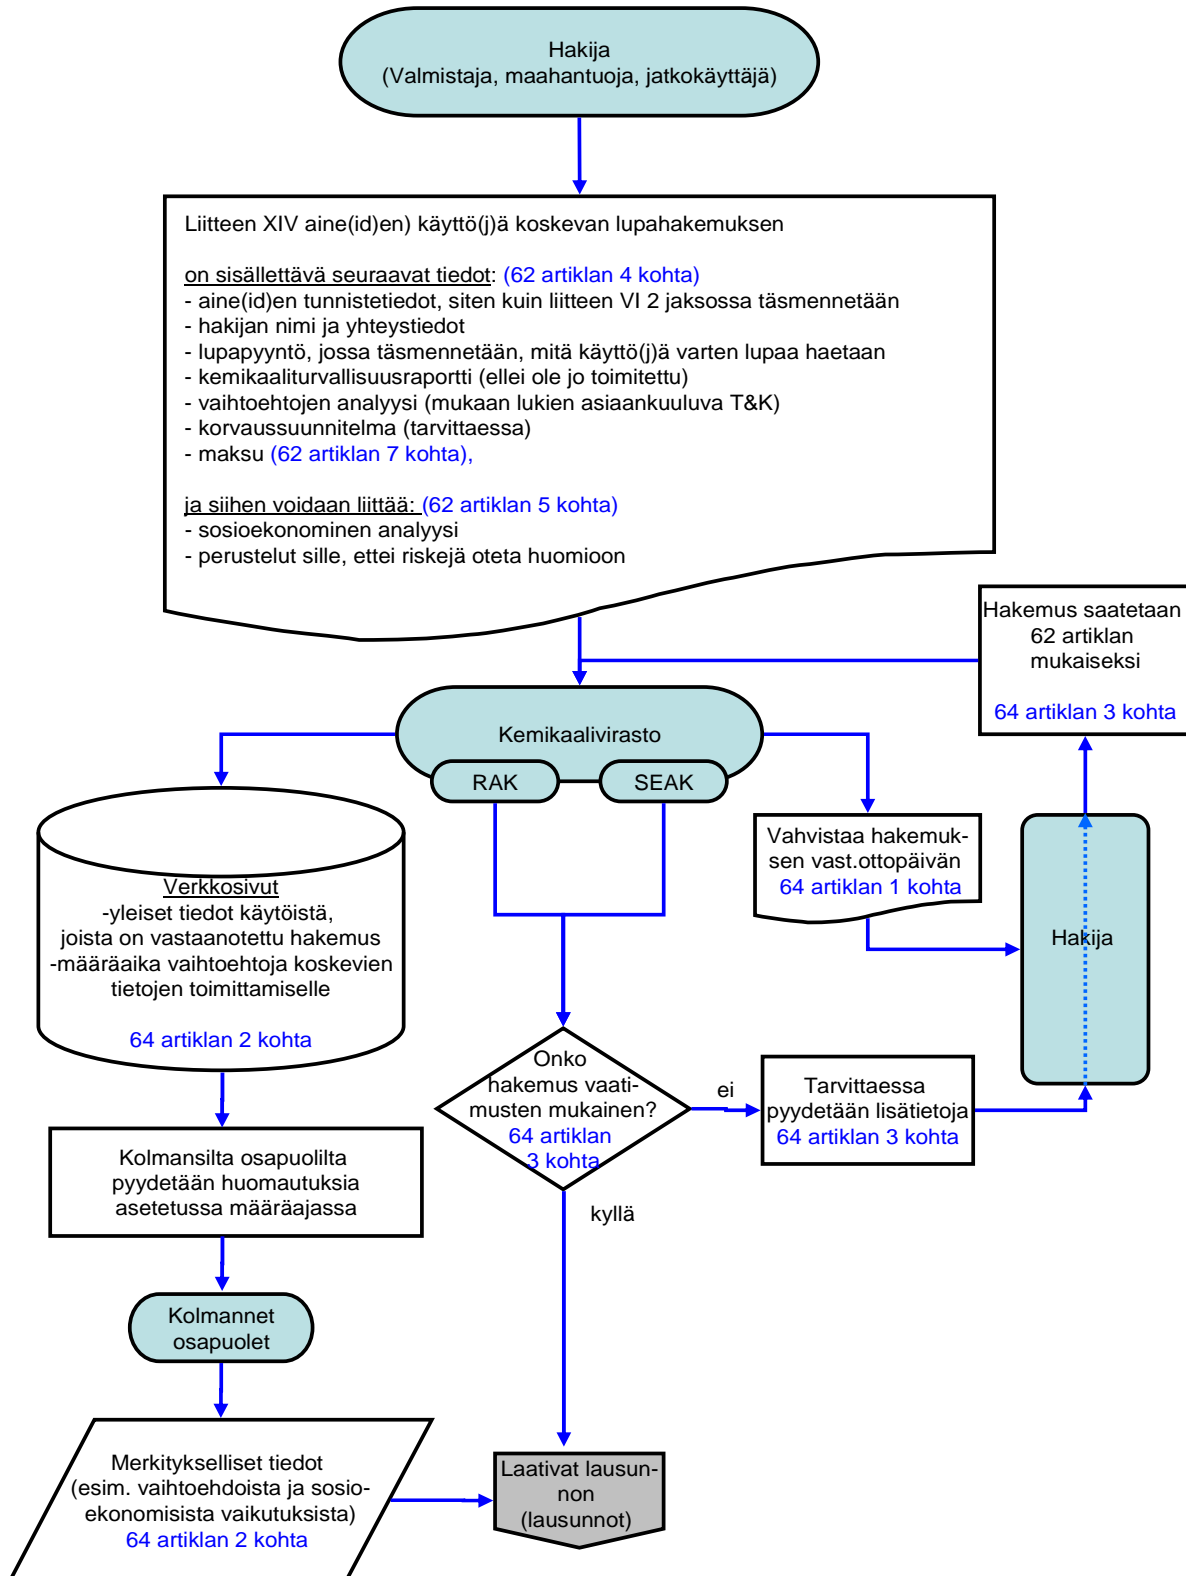 Hakija
(Valmistaja, maahantuoja, jatkokäyttäjä)
Liitteen XIV aine(id)en) käyttö(j)ä koskevan lupahakemuksen
on sisällettävä seuraavat tiedot: (62 artiklan 4 kohta)
- aine(id)en tunnistetiedot, siten kuin liitteen VI 2 jaksossa täsmennetään
- hakijan nimi ja yhteystiedot
- lupapyyntö, jossa täsmennetään, mitä käyttö(j)ä varten lupaa haetaan
- kemikaaliturvallisuusraportti (ellei ole jo toimitettu)
- vaihtoehtojen analyysi (mukaan lukien asiaankuuluva T&K)
- korvaussuunnitelma (tarvittaessa)
- maksu (62 artiklan 7 kohta),
ja siihen voidaan liittää: (62 artiklan 5 kohta)
- sosioekonominen analyysi
- perustelut sille, ettei riskejä oteta huomioon
Hakemus saatetaan
62 artiklan
mukaiseksi
64 artiklan 3 kohta
Kemikaalivirasto
RAK
SEAK
Vahvistaa hakemuk-
sen vast.ottopäivän
64 artiklan 1 kohta
Hakija
Verkkosivut
-yleiset tiedot käytöistä,
joista on vastaanotettu hakemus
-määräaika vaihtoehtoja koskevien
tietojen toimittamiselle
64 artiklan 2 kohta
Onko
hakemus vaati-
musten mukainen?
64 artiklan
3 kohta
ei
Tarvittaessa
pyydetään lisätietoja
64 artiklan 3 kohta
kyllä
Kolmansilta osapuolilta
pyydetään huomautuksia
asetetussa määräajassa
Kolmannet
osapuolet
Merkitykselliset tiedot
(esim. vaihtoehdoista ja sosio-
ekonomisista vaikutuksista)
64 artiklan 2 kohta
Laativat lausun-
non
(lausunnot)